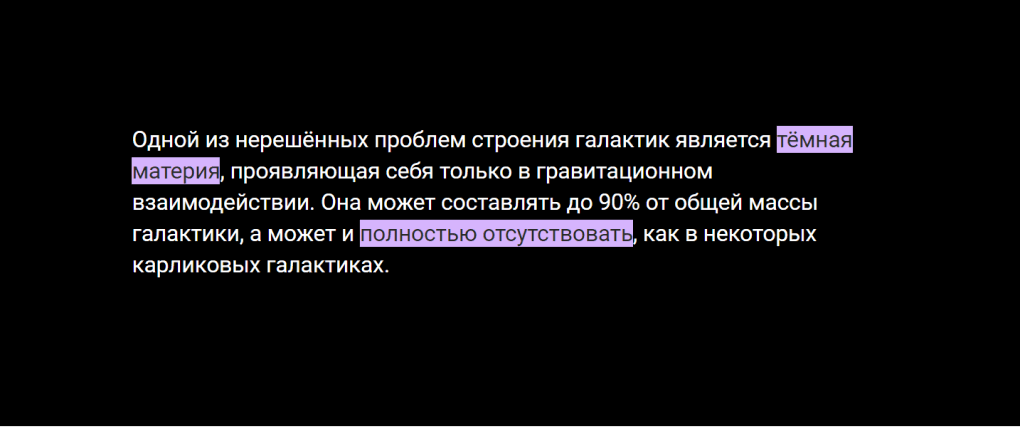 Одной из нерешённых проблем строения галактик является тёмная
материя, проявляющая себя только в гравитационном
взаимодействии. Она может составлять до 90% от общей массы
галактики, а может и полностью отсутствовать, как в некоторых
карликовых галактиках.